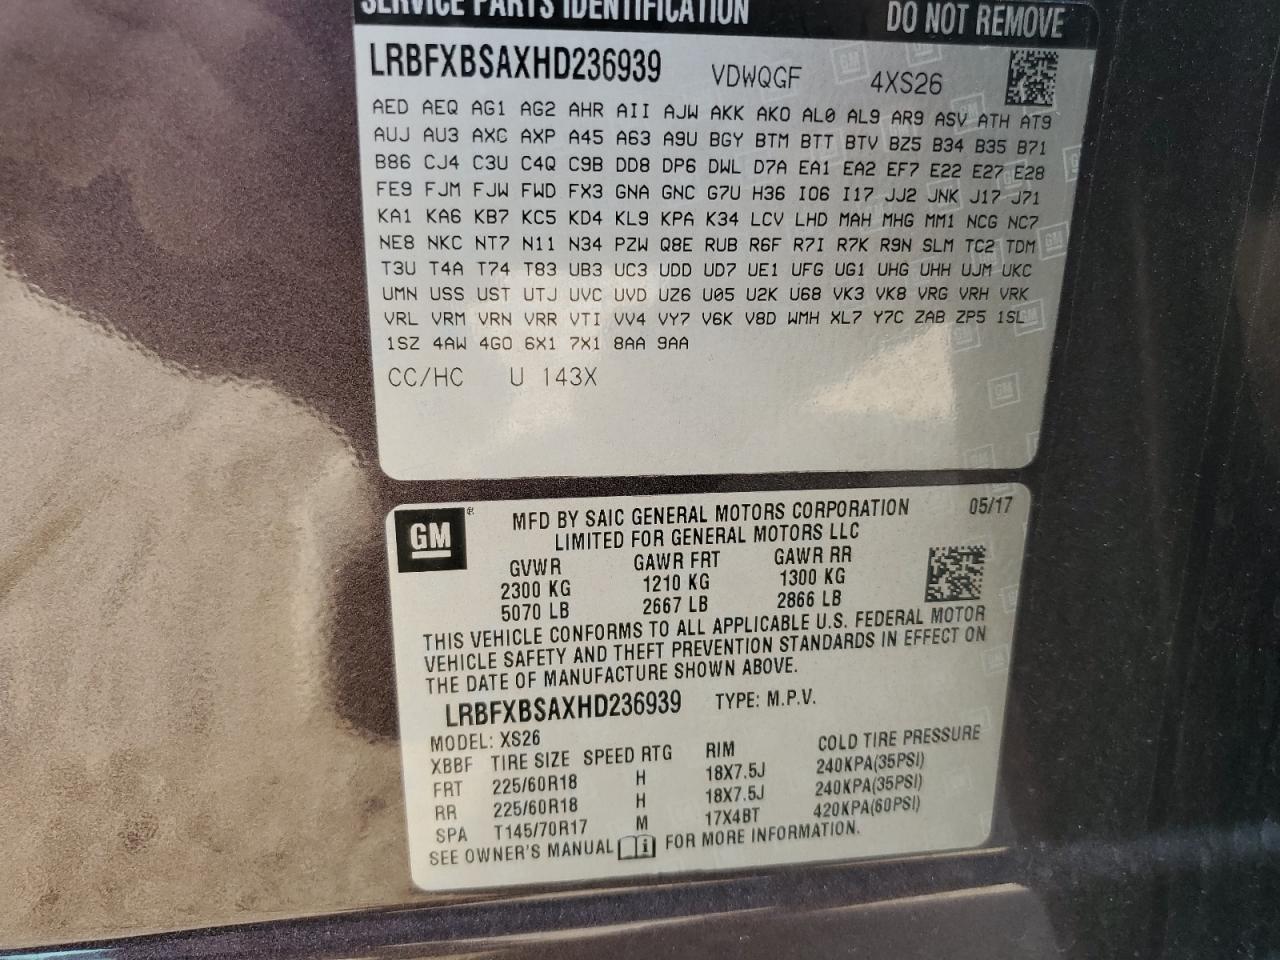 SERVICE PARTS IDENTIFICATION DO NOT REMOVE
LRBFXBSAXHD236939 VDWQGF 4XS26
AED AEQ AG1 AG2 AHR AII AJW AKK AKO AL0 AL9 AR9 ASV ATH AT9
AUJ AU3 AXC AXP A45 A63 A9U BGY BTM BTT BTV BZ5 B34 B35 B71
B86 CJ4 C3U C4Q C9B DD8 DP6 DWL D7A EA1 EA2 EF7 E22 E27 E28
FE9 FJM FJW FWD FX3 GNA GNC G7U H36 IO6 I17 JJ2 JNK J17 J71
KA1 KA6 KB7 KC5 KD4 KL9 KPA K34 LCV LHD MAH MHG MM1 NCG NC7
NE8 NKC NT7 N11 N34 PZW Q8E RUB R6F R7I R7K R9N SLM TC2 TDM
T3U T4A T74 T83 UB3 UC3 UDD UD7 UE1 UFG UG1 UHG UHH UJM UKC
UMN USS UST UTJ UVC UVD UZ6 U05 U2K U68 VK3 VK8 VRG VRH VRK
VRL VRM VRN VRR VTI VV4 VY7 V6K V8D WMH XL7 Y7C ZAB ZP5 1SL
1SZ 4AW 4GO 6X1 7X1 8AA 9AA
CC/HC U 143X
GM® MFD BY SAIC GENERAL MOTORS CORPORATION 05/17
LIMITED FOR GENERAL MOTORS LLC
GVWR GAWR FRT GAWR RR
2300 KG 1210 KG 1300 KG
5070 LB 2667 LB 2866 LB
THIS VEHICLE CONFORMS TO ALL APPLICABLE U.S. FEDERAL MOTOR
VEHICLE SAFETY AND THEFT PREVENTION STANDARDS IN EFFECT ON
THE DATE OF MANUFACTURE SHOWN ABOVE.
LRBFXBSAXHD236939 TYPE: M.P.V.
MODEL: XS26
XBBF TIRE SIZE SPEED RTG RIM COLD TIRE PRESSURE
FRT 225/60R18 H 18X7.5J 240KPA(35PSI)
RR 225/60R18 H 18X7.5J 240KPA(35PSI)
SPA T145/70R17 M 17X4BT 420KPA(60PSI)
SEE OWNER'S MANUAL i FOR MORE INFORMATION.